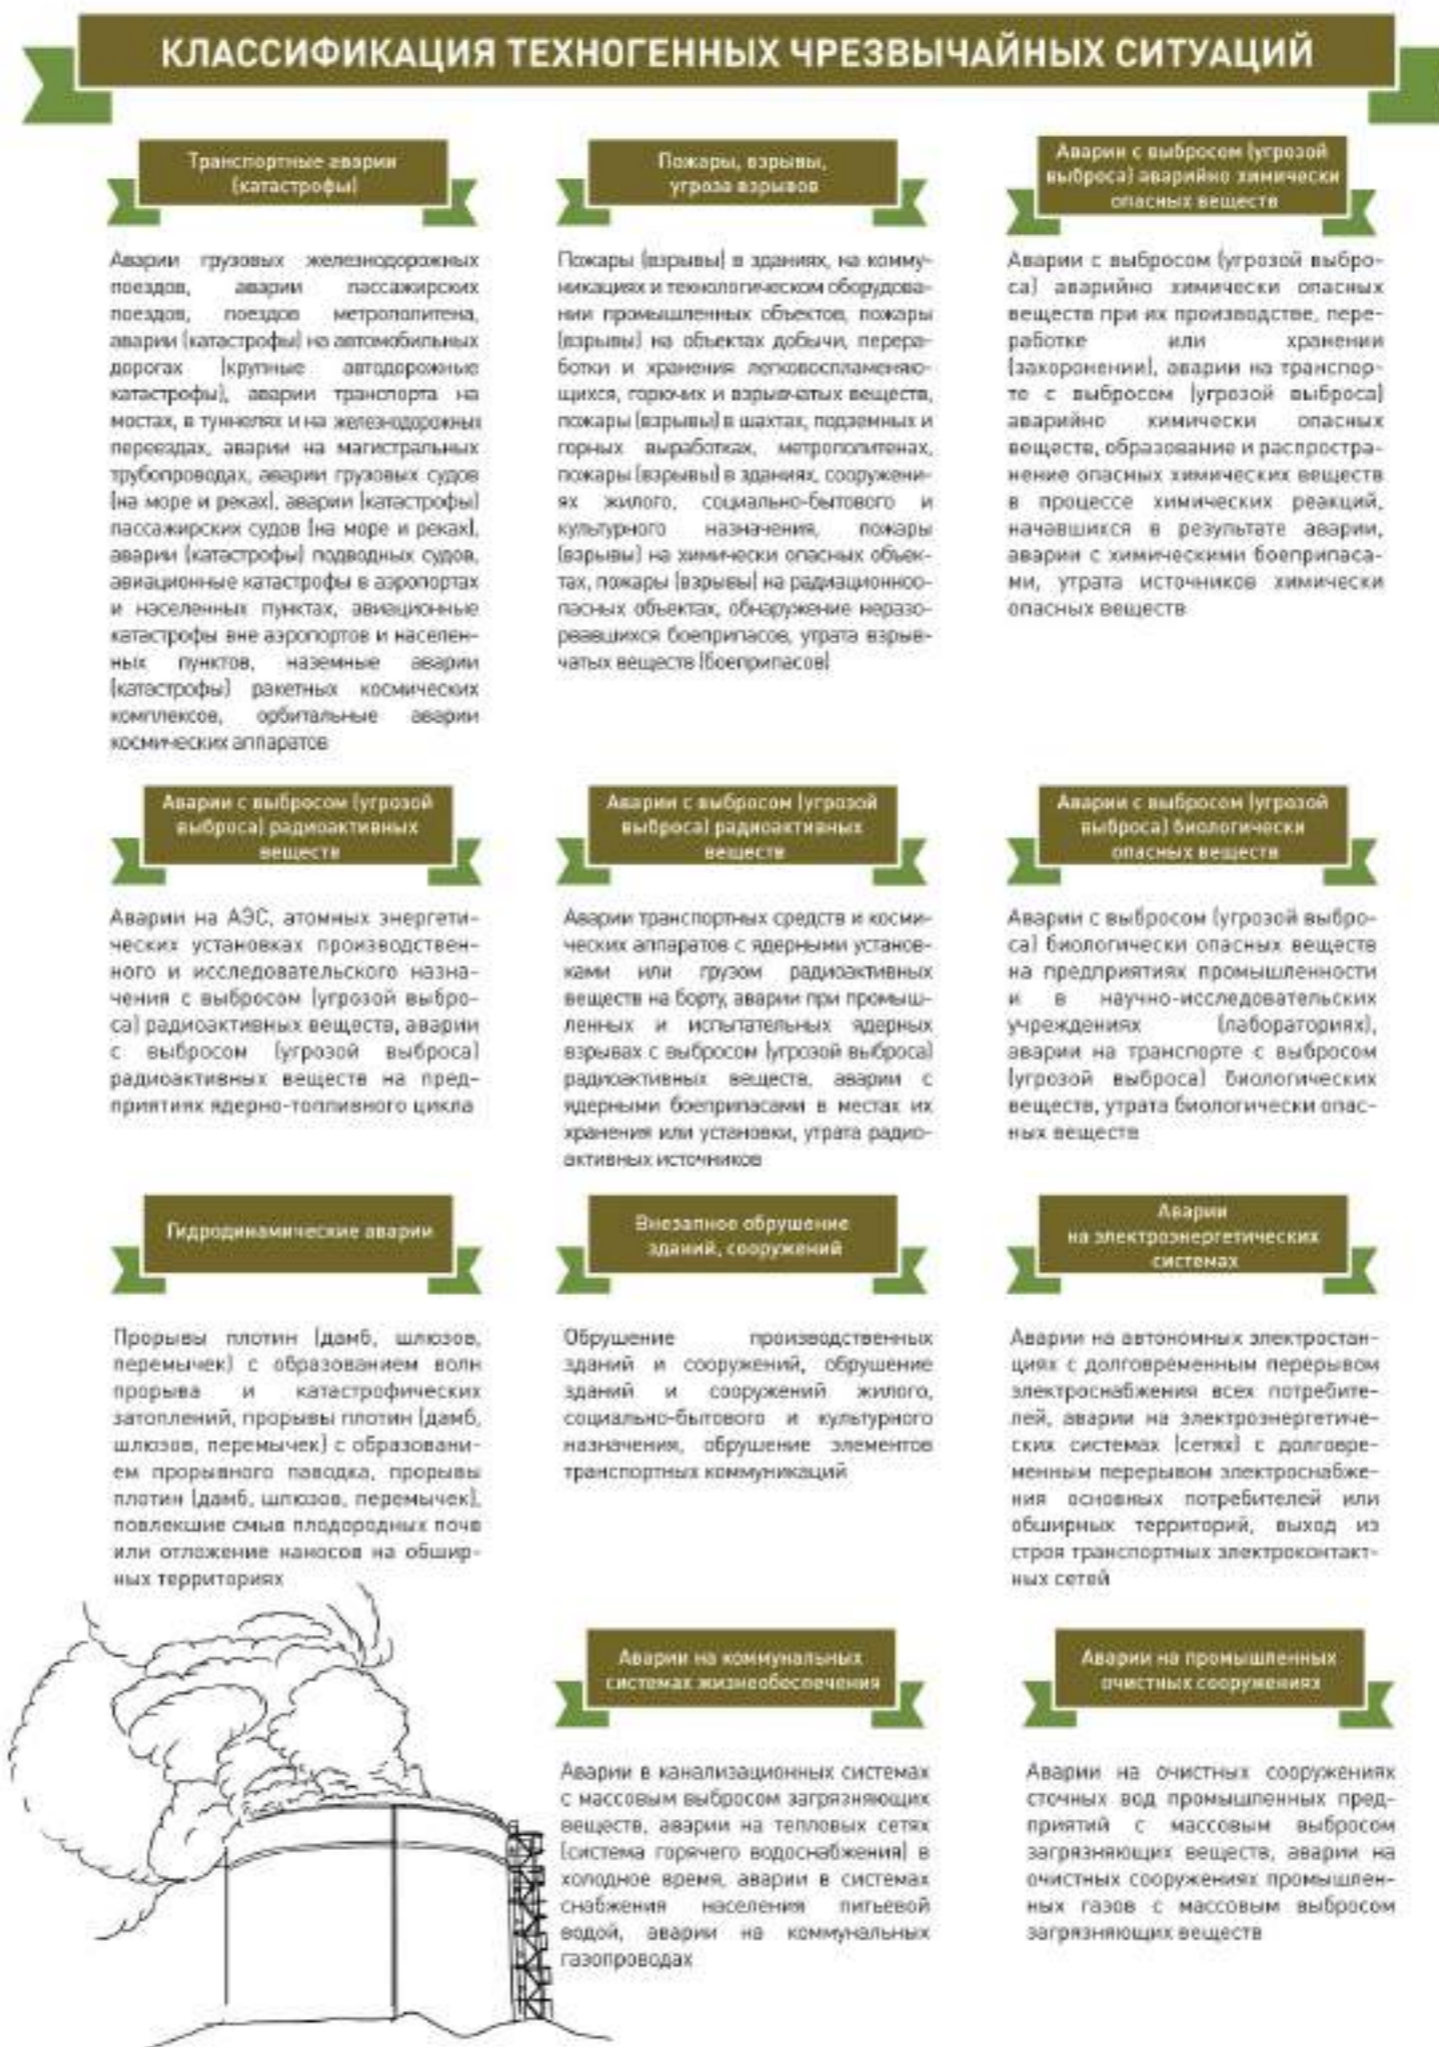 КЛАССИФИКАЦИЯ ТЕХНОГЕННЫХ ЧРЕЗВЫЧАЙНЫХ СИТУАЦИЙ
Транспортные аварии
(катастрофы)
Аварии грузовых железнодорожных
поездов, аварии пассажирских
поездов, поездов метрополитена,
аварии (катастрофы) на автомобильных
дорогах (крупные автодорожные
катастрофы), аварии транспорта на
мостах, в туннелях и на железнодорожных
переездах, аварии на магистральных
трубопроводах, аварии грузовых судов
(на море и реках), аварии (катастрофы)
пассажирских судов (на море и реках),
аварии (катастрофы) подводных судов,
авиационные катастрофы в аэропортах
и населенных пунктах, авиационные
катастрофы вне аэропортов и населен-
ных пунктов, наземные аварии
(катастрофы) ракетных космических
комплексов, орбитальные аварии
космических аппаратов
Пожары, взрывы,
угроза взрывов
Пожары (взрывы) в зданиях, на комму-
никациях и технологическом оборудова-
нии промышленных объектов, пожары
(взрывы) на объектах добычи, перера-
ботки и хранения легковоспламеняю-
щихся, горючих и взрывчатых веществ,
пожары (взрывы) в шахтах, подземных и
горных выработках, метрополитенах,
пожары (взрывы) в зданиях, сооружени-
ях жилого, социально-бытового и
культурного назначения, пожары
(взрывы) на химически опасных объек-
тах, пожары (взрывы) на радиационноо-
пасных объектах, обнаружение неразо-
рвавшихся боеприпасов, утрата взрыв-
чатых веществ (боеприпасов)
Аварии с выбросом (угрозой
выброса) аварийно химически
опасных веществ
Аварии с выбросом (угрозой выбро-
са) аварийно химически опасных
веществ при их производстве, пере-
работке или хранении
(захоронении), аварии на транспор-
те с выбросом (угрозой выброса)
аварийно химически опасных
веществ, образование и распростра-
нение опасных химических веществ
в процессе химических реакций,
начавшихся в результате аварии,
аварии с химическими боеприпаса-
ми, утрата источников химически
опасных веществ
Аварии с выбросом (угрозой
выброса) радиоактивных
веществ
Аварии на АЭС, атомных энергети-
ческих установках производствен-
ного и исследовательского назна-
чения с выбросом (угрозой выбро-
са) радиоактивных веществ, аварии
с выбросом (угрозой выброса)
радиоактивных веществ на пред-
приятиях ядерно-топливного цикла
Аварии с выбросом (угрозой
выброса) радиоактивных
веществ
Аварии транспортных средств и косми-
ческих аппаратов с ядерными установ-
ками или грузом радиоактивных
веществ на борту, аварии при промыш-
ленных и испытательных ядерных
взрывах с выбросом (угрозой выброса)
радиоактивных веществ, аварии с
ядерными боеприпасами в местах их
хранения или установки, утрата радио-
активных источников
Аварии с выбросом (угрозой
выброса) биологически
опасных веществ
Аварии с выбросом (угрозой выбро-
са) биологически опасных веществ
на предприятиях промышленности
и в научно-исследовательских
учреждениях (лабораториях),
аварии на транспорте с выбросом
(угрозой выброса) биологических
веществ, утрата биологически опас-
ных веществ
Гидродинамические аварии
Прорывы плотин (дамб, шлюзов,
перемычек) с образованием волн
прорыва и катастрофических
затоплений, прорывы плотин (дамб,
шлюзов, перемычек) с образовани-
ем прорывного паводка, прорывы
плотин (дамб, шлюзов, перемычек),
повлекшие смыв плодородных почв
или отложение наносов на обшир-
ных территориях
Внезапное обрушение
зданий, сооружений
Обрушение производственных
зданий и сооружений, обрушение
зданий и сооружений жилого,
социально-бытового и культурного
назначения, обрушение элементов
транспортных коммуникаций
Аварии
на электроэнергетических
системах
Аварии на автономных электростан-
циях с долговременным перерывом
электроснабжения всех потребите-
лей, аварии на электроэнергетиче-
ских системах (сетях) с долговре-
менным перерывом электроснабже-
ния основных потребителей или
обширных территорий, выход из
строя транспортных электроконтакт-
ных сетей
Аварии на коммунальных
системах жизнеобеспечения
Аварии в канализационных системах
с массовым выбросом загрязняющих
веществ, аварии на тепловых сетях
(система горячего водоснабжения) в
холодное время, аварии в системах
снабжения населения питьевой
водой, аварии на коммунальных
газопроводах
Аварии на промышленных
очистных сооружениях
Аварии на очистных сооружениях
сточных вод промышленных пред-
приятий с массовым выбросом
загрязняющих веществ, аварии на
очистных сооружениях промышлен-
ных газов с массовым выбросом
загрязняющих веществ